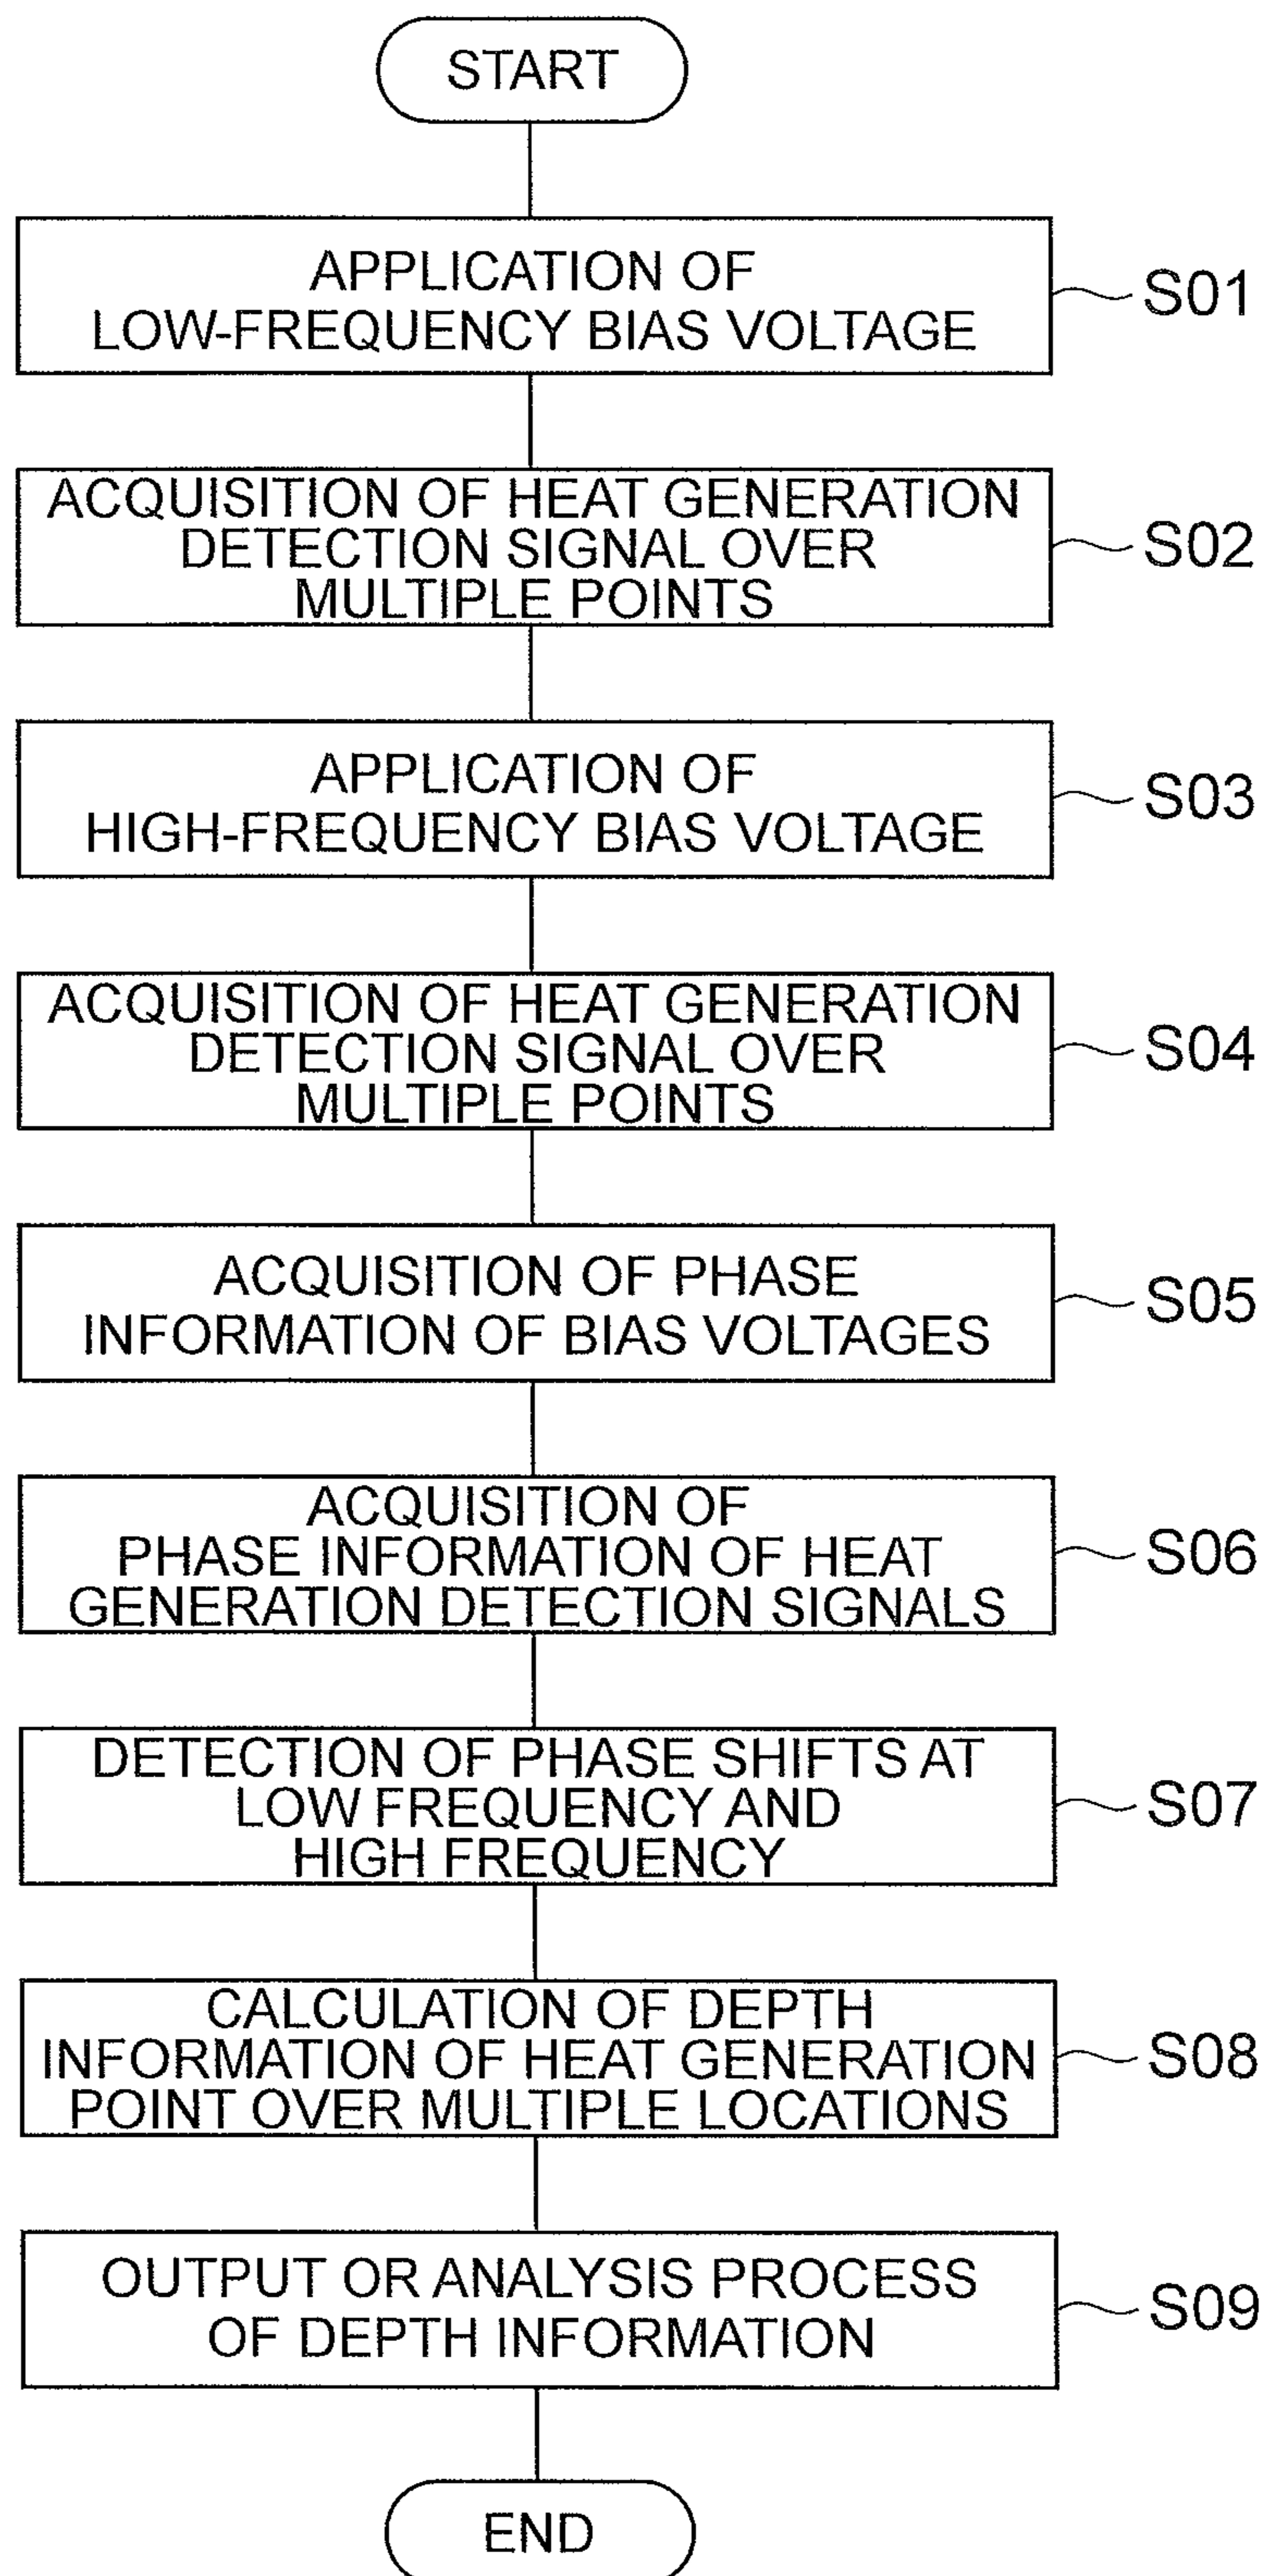 START
APPLICATION OF
LOW-FREQUENCY BIAS VOLTAGE
S01
ACQUISITION OF HEAT GENERATION
DETECTION SIGNAL OVER
MULTIPLE POINTS
S02
APPLICATION OF
HIGH-FREQUENCY BIAS VOLTAGE
S03
ACQUISITION OF HEAT GENERATION
DETECTION SIGNAL OVER
MULTIPLE POINTS
S04
ACQUISITION OF PHASE
INFORMATION OF BIAS VOLTAGES
S05
ACQUISITION OF
PHASE INFORMATION OF HEAT
GENERATION DETECTION SIGNALS
S06
DETECTION OF PHASE SHIFTS AT
LOW FREQUENCY AND
HIGH FREQUENCY
S07
CALCULATION OF DEPTH
INFORMATION OF HEAT GENERATION
POINT OVER MULTIPLE LOCATIONS
S08
OUTPUT OR ANALYSIS PROCESS
OF DEPTH INFORMATION
S09
END